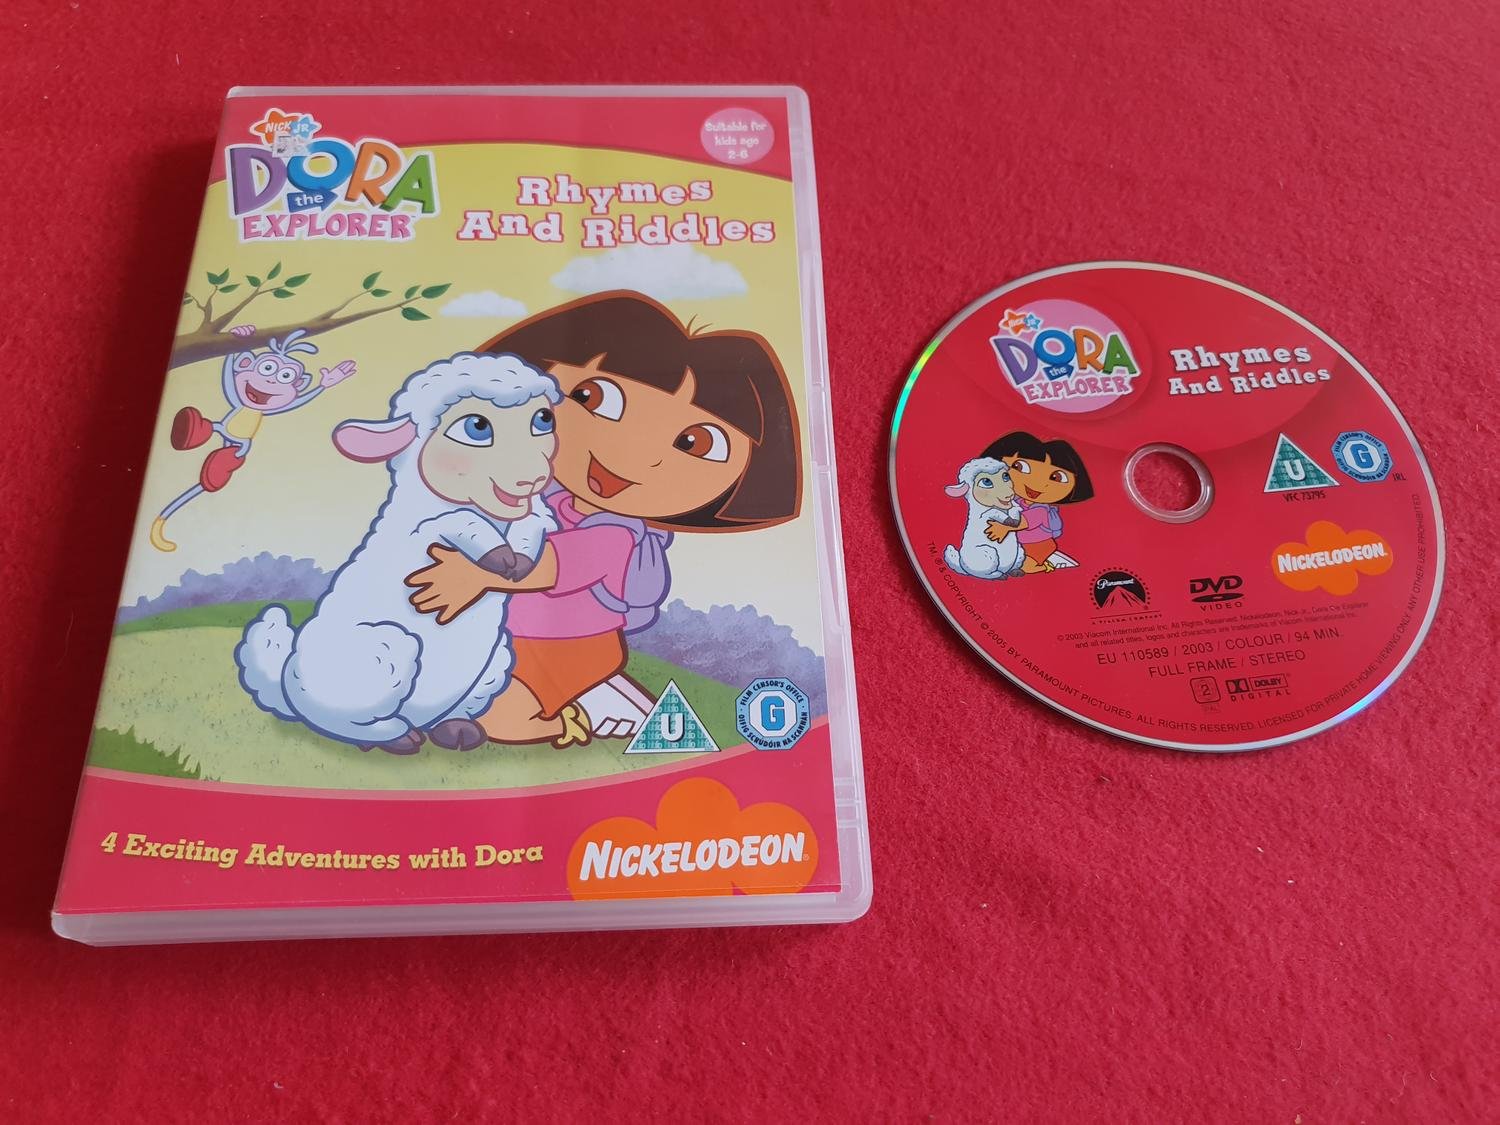 NICK JR
DORA
the
EXPLORER
Suitable for
kids age
2-6
Rhymes
And Riddles
U
FILM CENSOR'S OFFICE
G
OIFIG SCRÚDÓIR NA SCANNÁN
4 Exciting Adventures with Dora
NICKELODEON
NICK JR
DORA
the
EXPLORER
Rhymes
And Riddles
U
VFC 73795
FILM CENSOR'S OFFICE
G
JRL
NICKELODEON
Paramount
A VIACOM COMPANY
DVD
VIDEO
© 2003 Viacom International Inc. All Rights Reserved. Nickelodeon, Nick Jr., Dora the Explorer
and all related titles, logos and characters are trademarks of Viacom International Inc.
EU 110589 / 2003 / COLOUR / 94 MIN.
FULL FRAME / STEREO
2
PAL
DOLBY
DIGITAL
TM, ® & COPYRIGHT © 2005 BY PARAMOUNT PICTURES. ALL RIGHTS RESERVED. LICENSED FOR PRIVATE HOME VIEWING ONLY. ANY OTHER USE PROHIBITED.